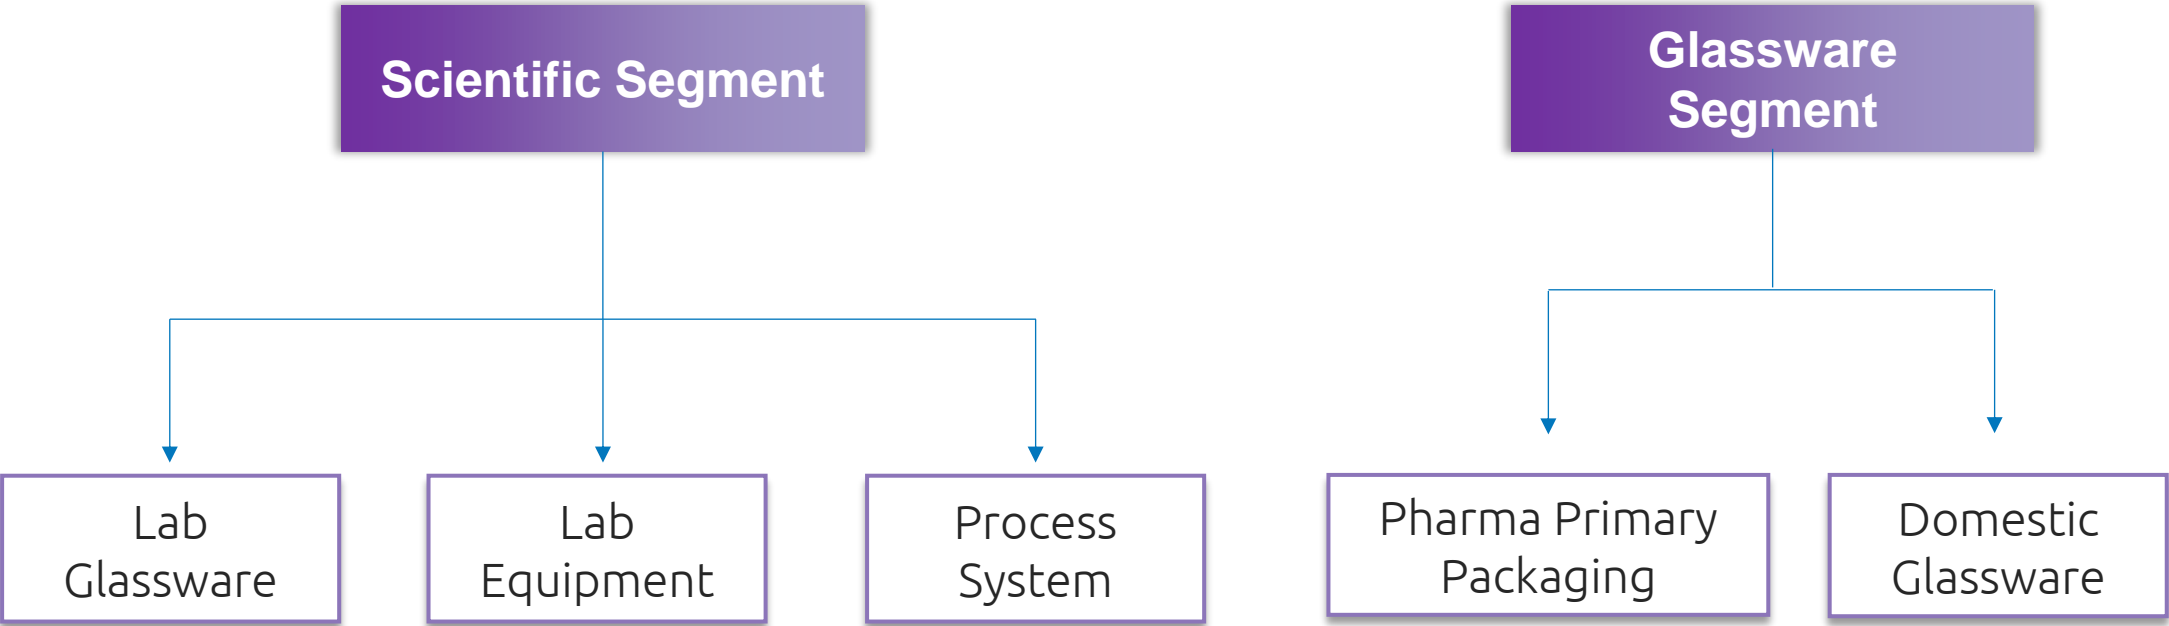 Scientific Segment
Glassware
Segment
Lab
Glassware
Lab
Equipment
Process
System
Pharma Primary
Packaging
Domestic
Glassware